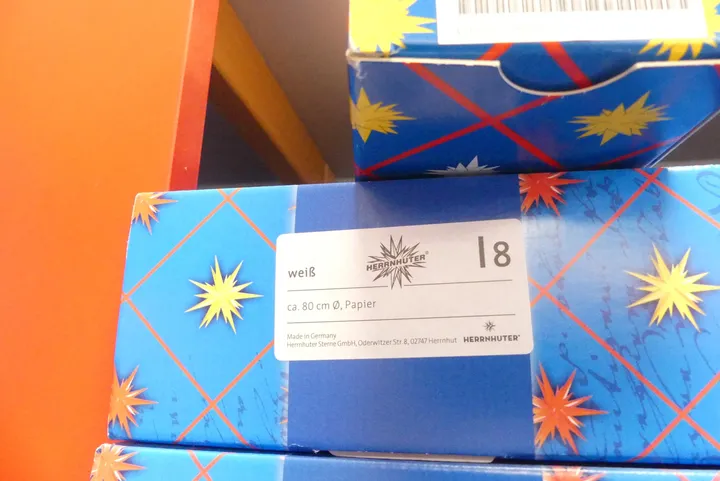 weiß
HERRNHUTER®
I8
ca. 80 cm Ø, Papier
Made in Germany
Herrnhuter Sterne GmbH, Oderwitzer Str. 8, 02747 Herrnhut
HERRNHUTER®